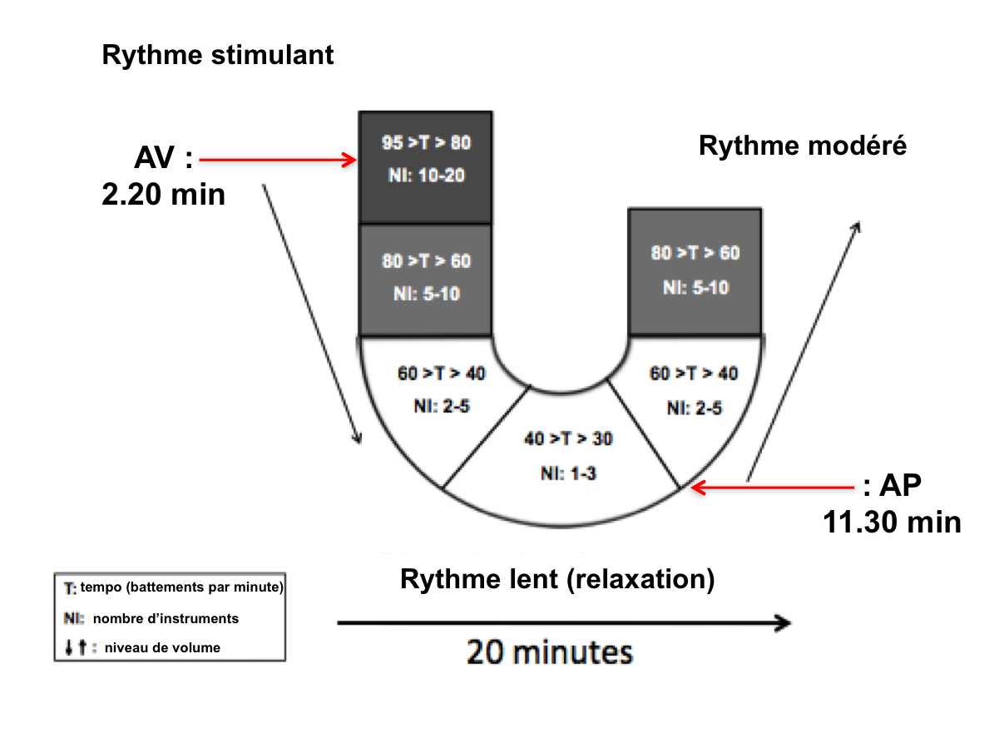 Rythme stimulant
AV :
2.20 min
95 >T > 80
NI: 10-20
80 >T > 60
NI: 5-10
60 >T > 40
NI: 2-5
40 >T > 30
NI: 1-3
60 >T > 40
NI: 2-5
80 >T > 60
NI: 5-10
Rythme modéré
: AP
11.30 min
Rythme lent (relaxation)
20 minutes
T: tempo (battements par minute)
NI: nombre d’instruments
↓↑ : niveau de volume